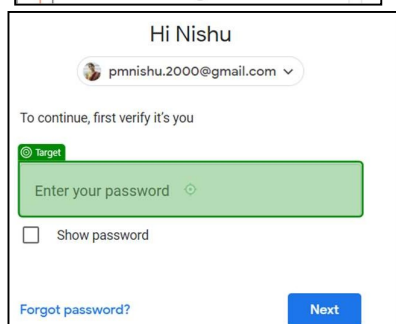 Hi Nishu
pmnishu.2000@gmail.com
To continue, first verify it's you
Target
Enter your password
Show password
Forgot password? Next